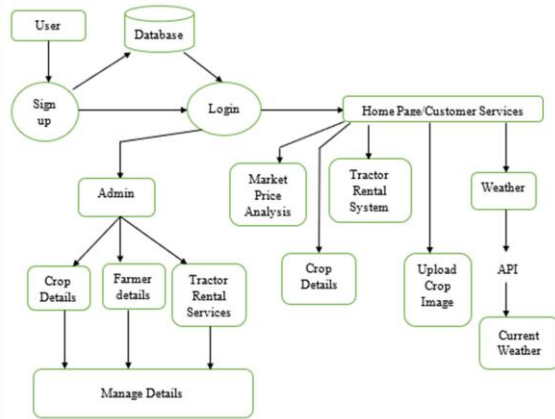 User
Database
Sign
up
Login
Home Page/Customer Services
Admin
Market
Price
Analysis
Tractor
Rental
System
Weather
Crop
Details
Farmer
details
Tractor
Rental
Services
Crop
Details
Upload
Crop
Image
API
Current
Weather
Manage Details